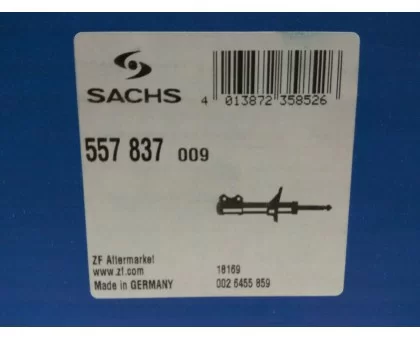 SACHS
4 013872 358526
557 837 009
ZF Aftermarket
www.zf.com
Made in GERMANY
18169
002 6455 859